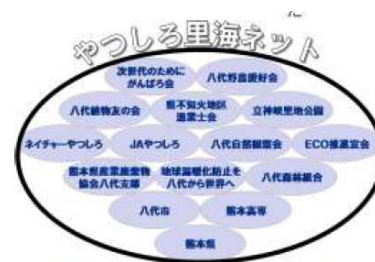 やつしろ里海ネット
次世代のために
がんばろ会
八代野鳥愛好会
八代植物友の会
熊不知火地区
漁業士会
立神峡里地公園
ネイチャーやつしろ
JAやつしろ
八代自然観察会
ECO推進宣会
熊本県産業廃棄物
協会八代支部
地球温暖化防止を
八代から世界へ
八代森林組合
八代市
熊本高専
熊本県